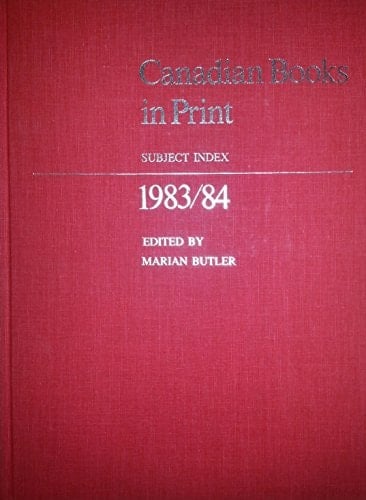 Canadian Books
in Print
SUBJECT INDEX
1983/84
EDITED BY
MARIAN BUTLER